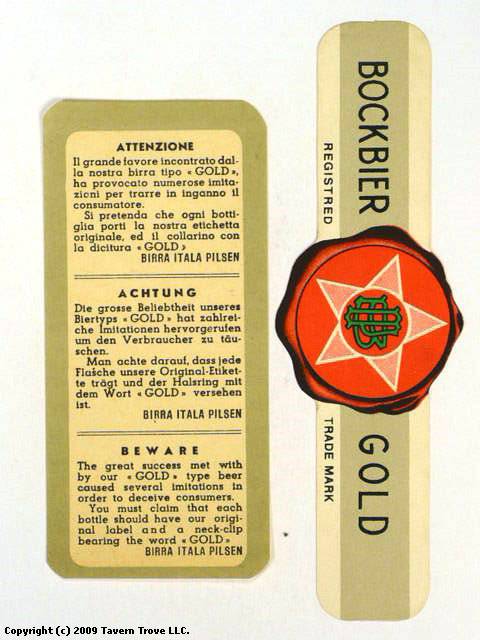 ATTENZIONE
Il grande favore incontrato dal-
la nostra birra tipo « GOLD »,
ha provocato numerose imita-
zioni per trarre in inganno il
consumatore.
Si pretenda che ogni botti-
glia porti la nostra etichetta
originale, ed il collarino con
la dicitura « GOLD »
BIRRA ITALA PILSEN
ACHTUNG
Die grosse Beliebtheit unseres
Biertyps « GOLD » hat zahlrei-
che Imitationen hervorgerufen
um den Verbraucher zu täu-
schen.
Man achte darauf, dass jede
Flasche unsere Original-Etiket-
te trägt und der Halsring mit
dem Wort « GOLD » versehen
ist.
BIRRA ITALA PILSEN
BEWARE
The great success met with
by our « GOLD » type beer
caused several imitations in
order to deceive consumers.
You must claim that each
bottle should have our origi-
nal label and a neck-clip
bearing the word « GOLD »
BIRRA ITALA PILSEN
BOCKBIER GOLD
REGISTRED TRADE MARK
Copyright (c) 2009 Tavern Trove LLC.